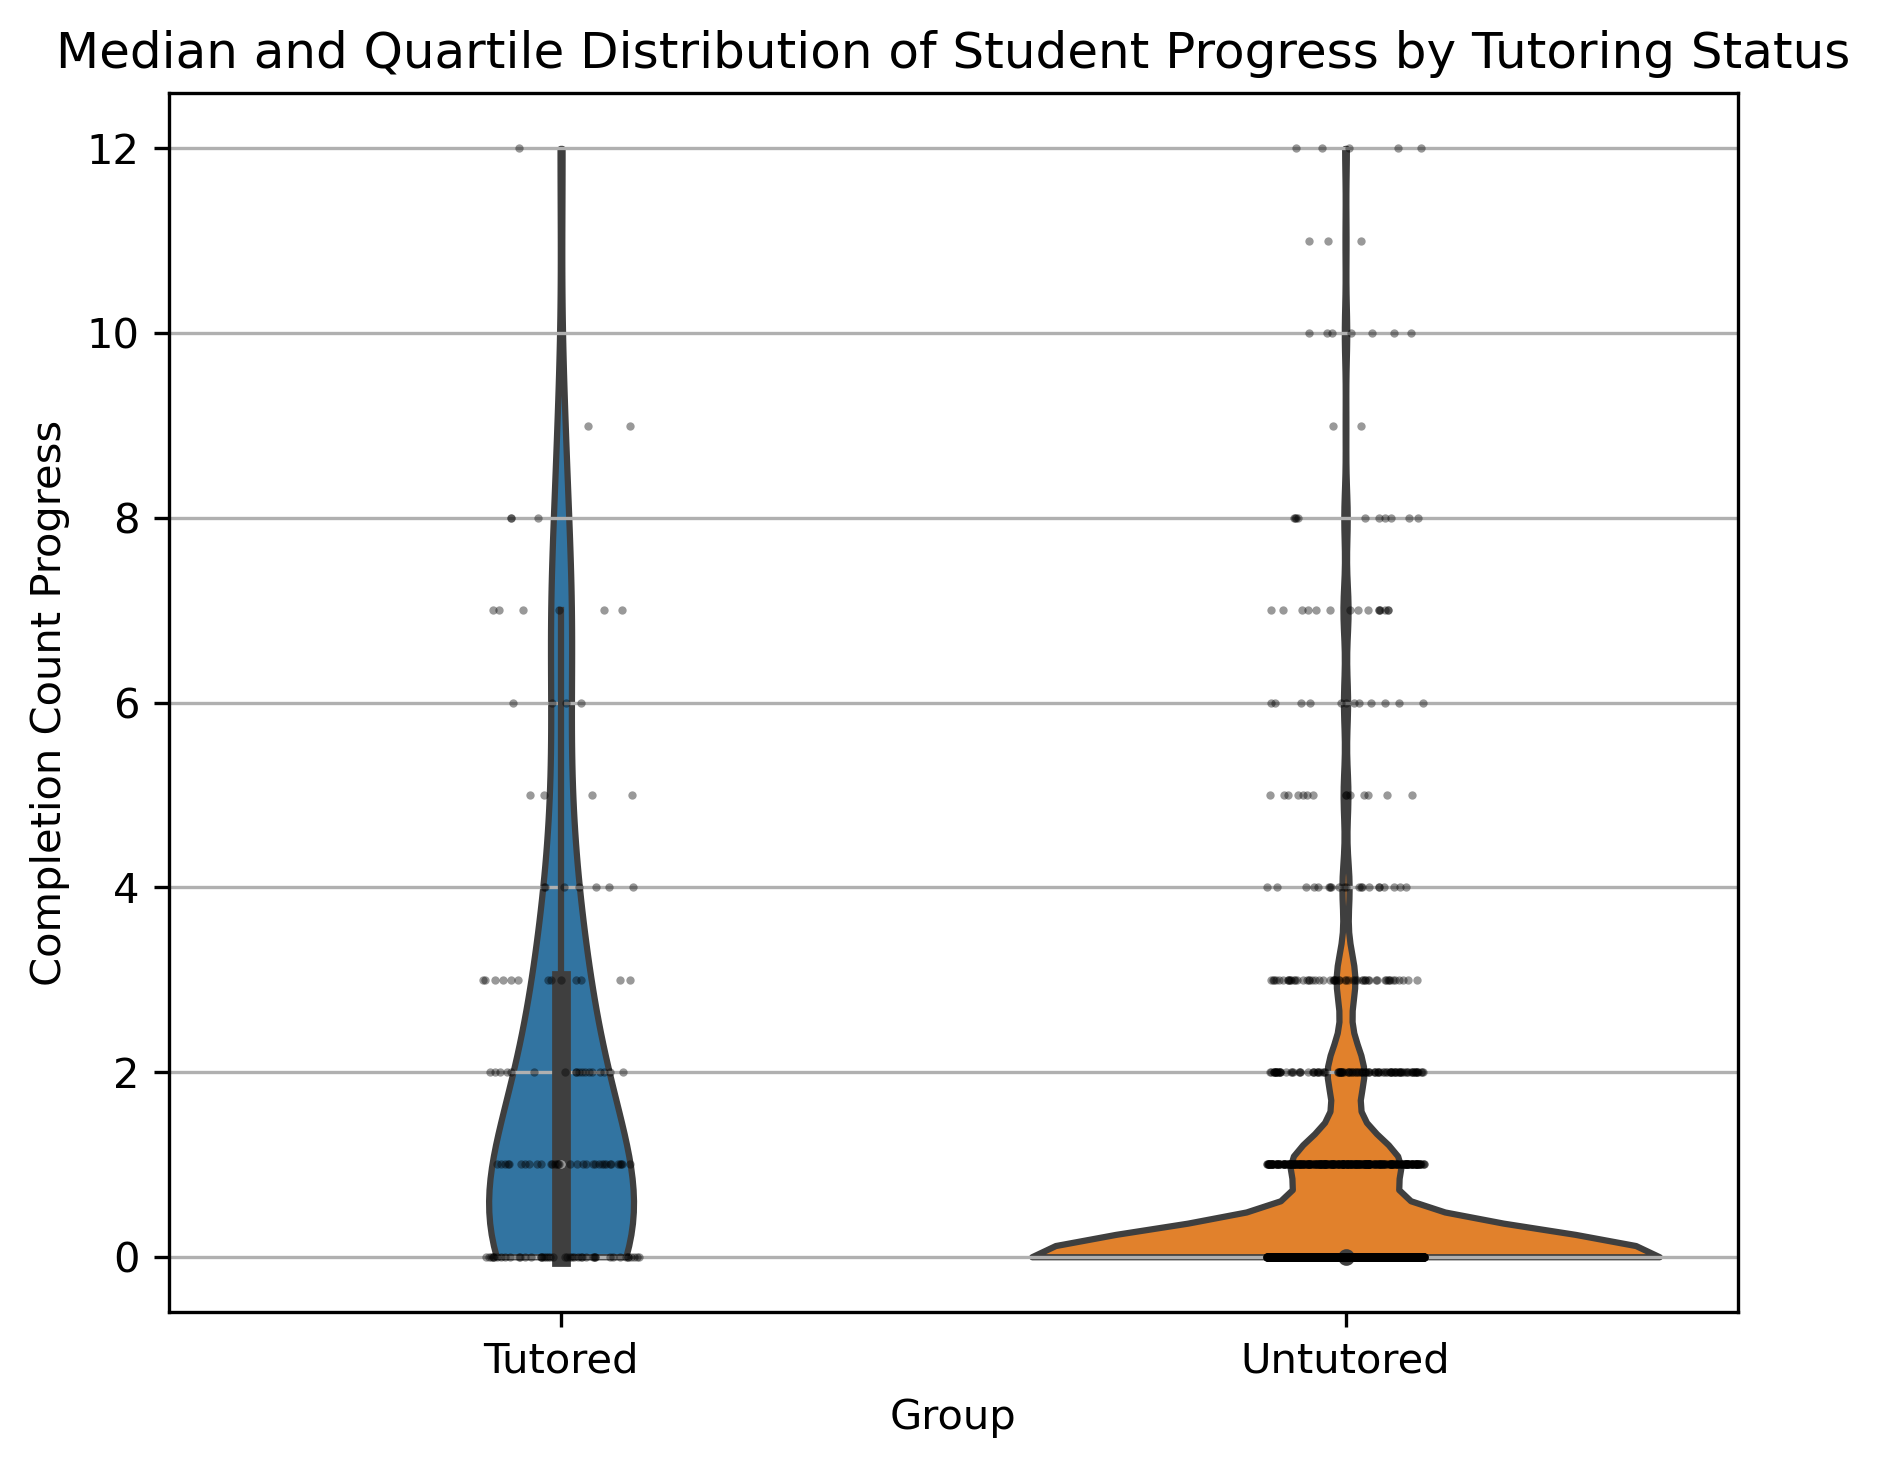 Median and Quartile Distribution of Student Progress by Tutoring Status
Completion Count Progress
12
10
8
6
4
2
0
Tutored
Untutored
Group